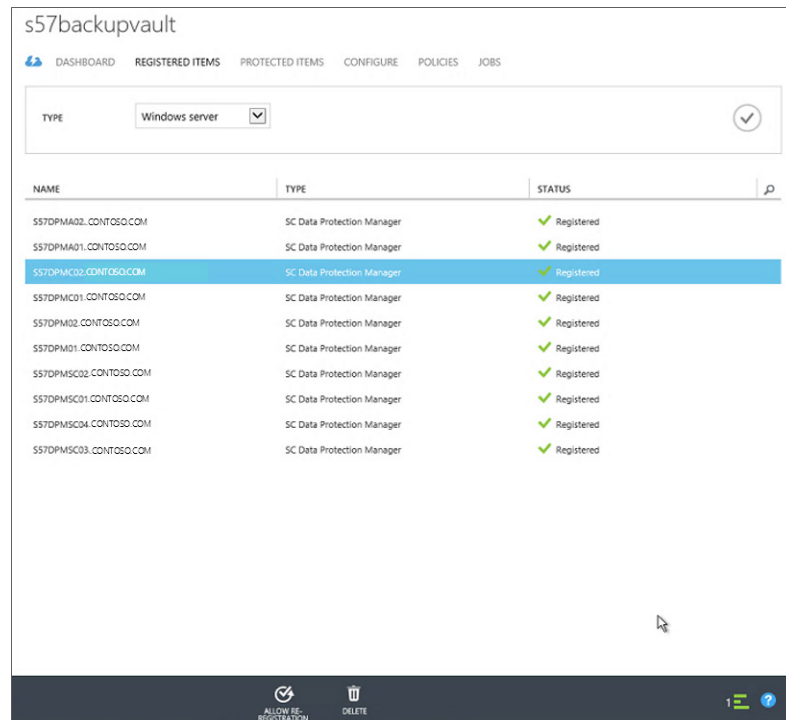 s57backupvault
DASHBOARD REGISTERED ITEMS PROTECTED ITEMS CONFIGURE POLICIES JOBS
TYPE Windows server
NAME TYPE STATUS
S57DPMA02..CONTOSO.COM SC Data Protection Manager Registered
S57DPMA01..CONTOSO.COM SC Data Protection Manager Registered
S57DPMC02.CONTOSO.COM SC Data Protection Manager Registered
S57DPMC01.CONTOSO.COM SC Data Protection Manager Registered
S57DPM02.CONTOSO.COM SC Data Protection Manager Registered
S57DPM01.CONTOSO.COM SC Data Protection Manager Registered
S57DPMSC02.CONTOSO.COM SC Data Protection Manager Registered
S57DPMSC01.CONTOSO.COM SC Data Protection Manager Registered
S57DPMSC04.CONTOSO.COM SC Data Protection Manager Registered
S57DPMSC03.CONTOSO.COM SC Data Protection Manager Registered
ALLOW RE-
REGISTRATION
DELETE
1
?